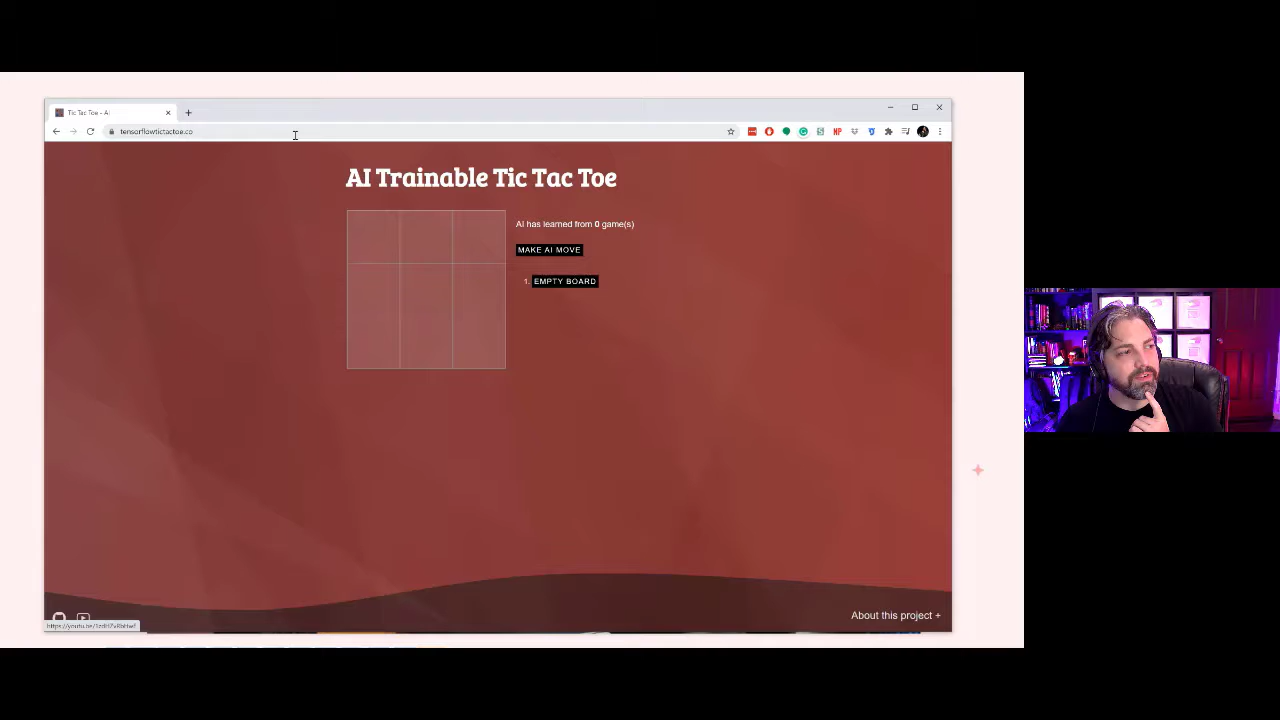 Tic Tac Toe - AI
tensorflowtictactoe.co
AI Trainable Tic Tac Toe
AI has learned from 0 game(s)
MAKE AI MOVE
1. EMPTY BOARD
About this project +
NP